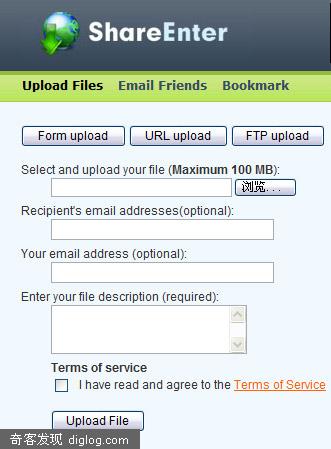 ShareEnter
Upload Files Email Friends Bookmark
Form upload URL upload FTP upload
Select and upload your file (Maximum 100 MB):
浏览...
Recipient's email addresses(optional):
Your email address (optional):
Enter your file description (required):
Terms of service
I have read and agree to the Terms of Service
Upload File
奇客发现 diglog.com